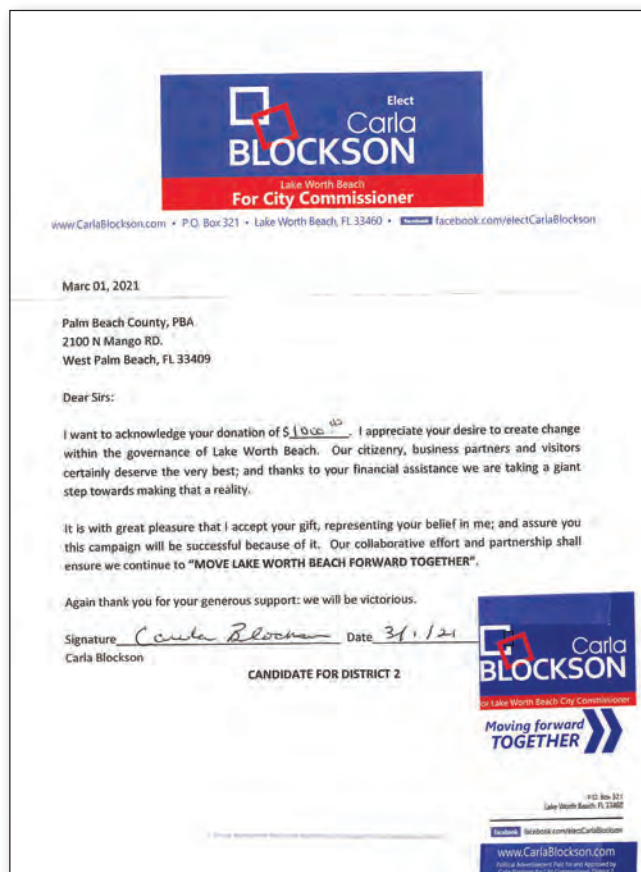 Elect
Carla
BLOCKSON
Lake Worth Beach
For City Commissioner
www.CarlaBlockson.com • P.O. Box 321 • Lake Worth Beach, FL 33460 • facebook facebook.com/electCarlaBlockson
Marc 01, 2021
Palm Beach County, PBA
2100 N Mango RD.
West Palm Beach, FL 33409
Dear Sirs:
I want to acknowledge your donation of $1000.00. I appreciate your desire to create change
within the governance of Lake Worth Beach. Our citizenry, business partners and visitors
certainly deserve the very best; and thanks to your financial assistance we are taking a giant
step towards making that a reality.
It is with great pleasure that I accept your gift, representing your belief in me; and assure you
this campaign will be successful because of it. Our collaborative effort and partnership shall
ensure we continue to “MOVE LAKE WORTH BEACH FORWARD TOGETHER”.
Again thank you for your generous support: we will be victorious.
Signature Carla Blockson Date 3/1/21
Carla Blockson
CANDIDATE FOR DISTRICT 2
Carla
BLOCKSON
or Lake Worth Beach City Commissioner
Moving forward
TOGETHER
P.O. Box 321
Lake Worth Beach, FL 33460
facebook facebook.com/electCarlaBlockson
www.CarlaBlockson.com
Political Advertisement Paid for and Approved by